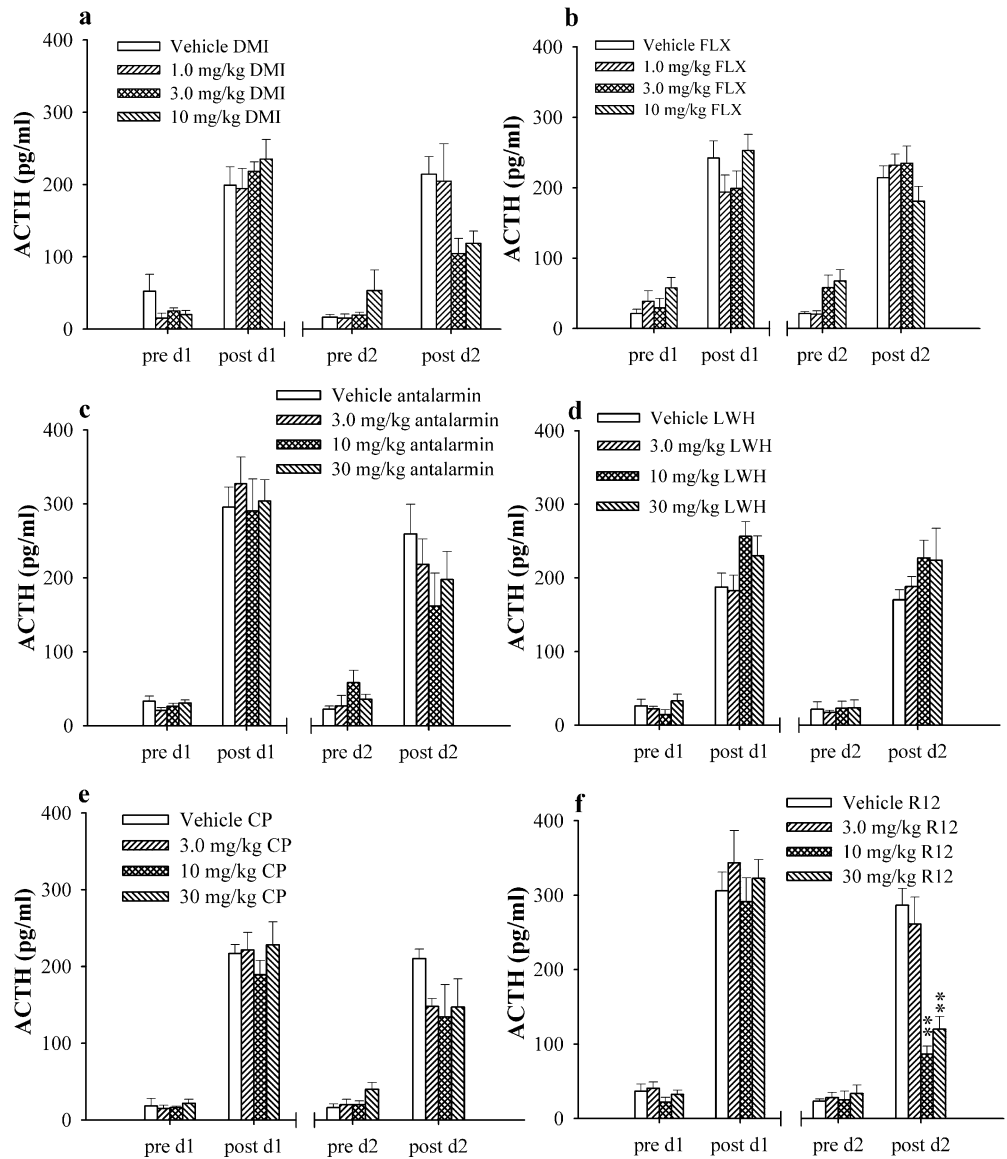 a
Vehicle DMI
1.0 mg/kg DMI
3.0 mg/kg DMI
10 mg/kg DMI
ACTH (pg/ml)
400
300
200
100
0
pre d1
post d1
pre d2
post d2
b
Vehicle FLX
1.0 mg/kg FLX
3.0 mg/kg FLX
10 mg/kg FLX
ACTH (pg/ml)
400
300
200
100
0
pre d1
post d1
pre d2
post d2
c
Vehicle antalarmin
3.0 mg/kg antalarmin
10 mg/kg antalarmin
30 mg/kg antalarmin
ACTH (pg/ml)
400
300
200
100
0
pre d1
post d1
pre d2
post d2
d
Vehicle LWH
3.0 mg/kg LWH
10 mg/kg LWH
30 mg/kg LWH
ACTH (pg/ml)
400
300
200
100
0
pre d1
post d1
pre d2
post d2
e
Vehicle CP
3.0 mg/kg CP
10 mg/kg CP
30 mg/kg CP
ACTH (pg/ml)
400
300
200
100
0
pre d1
post d1
pre d2
post d2
f
Vehicle R12
3.0 mg/kg R12
10 mg/kg R12
30 mg/kg R12
ACTH (pg/ml)
400
300
200
100
0
**
***
pre d1
post d1
pre d2
post d2